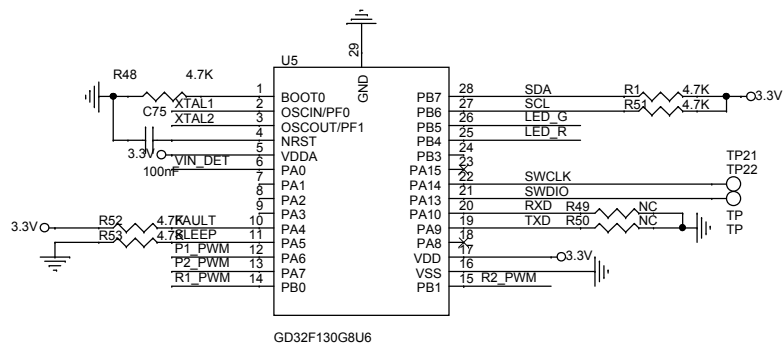 U5
29
GND
R48 4.7K
1 BOOT0
C75
XTAL1 2 OSCIN/PF0
XTAL2 3 OSCOUT/PF1
4 NRST
3.3V 5 VDDA
100nF
VIN_DET 6 PA0
7 PA1
8 PA2
9 PA3
3.3V R52 4.7K FAULT 10 PA4
R53 4.7K SLEEP 11 PA5
P1_PWM 12 PA6
P2_PWM 13 PA7
R1_PWM 14 PB0
PB7 28 SDA R1 4.7K 3.3V
PB6 27 SCL R51 4.7K
PB5 26 LED_G
PB4 25 LED_R
PB3 24
PA15 23
TP21
TP22
PA14 22 SWCLK
PA13 21 SWDIO
PA10 20 RXD R49 NC
PA9 19 TXD R50 NC
TP
TP
PA8 18
VDD 17 3.3V
VSS 16
PB1 15 R2_PWM
GD32F130G8U6